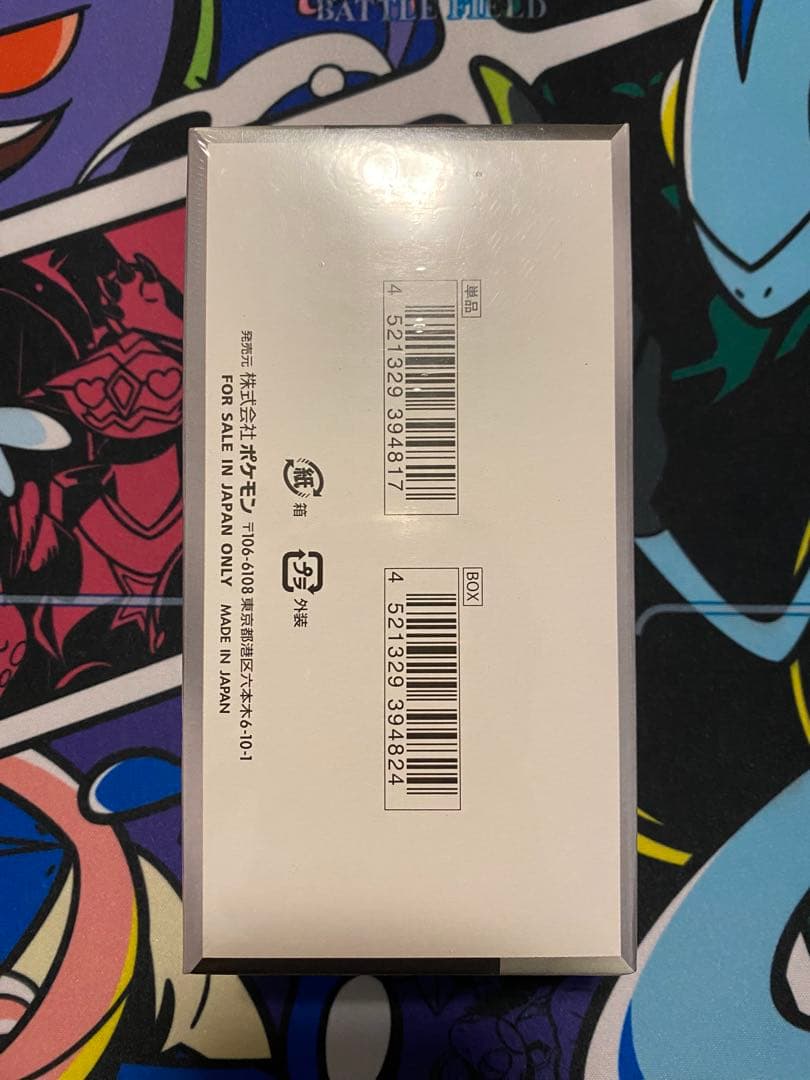 BATTLE FIELD
単品
4 521329 394817
BOX
4 521329 394824
紙
箱
プラ
外装
発売元 株式会社ポケモン 〒106-6108 東京都港区六本木6-10-1
FOR SALE IN JAPAN ONLY MADE IN JAPAN